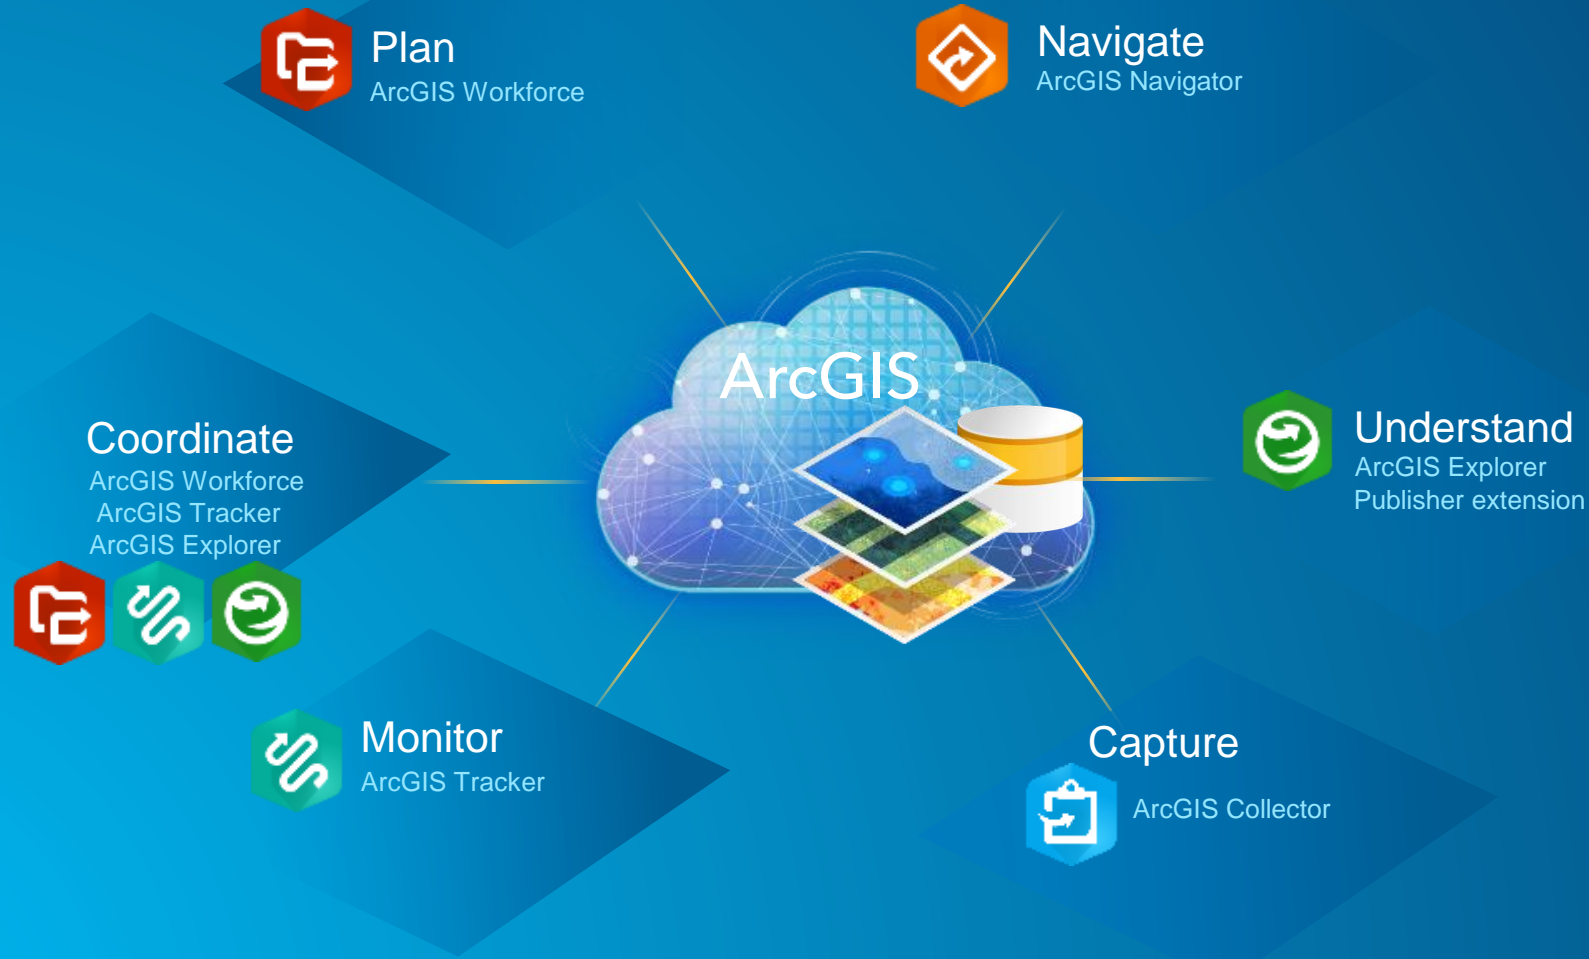 Plan
ArcGIS Workforce
Navigate
ArcGIS Navigator
ArcGIS
Coordinate
ArcGIS Workforce
ArcGIS Tracker
ArcGIS Explorer
Understand
ArcGIS Explorer
Publisher extension
Monitor
ArcGIS Tracker
Capture
ArcGIS Collector